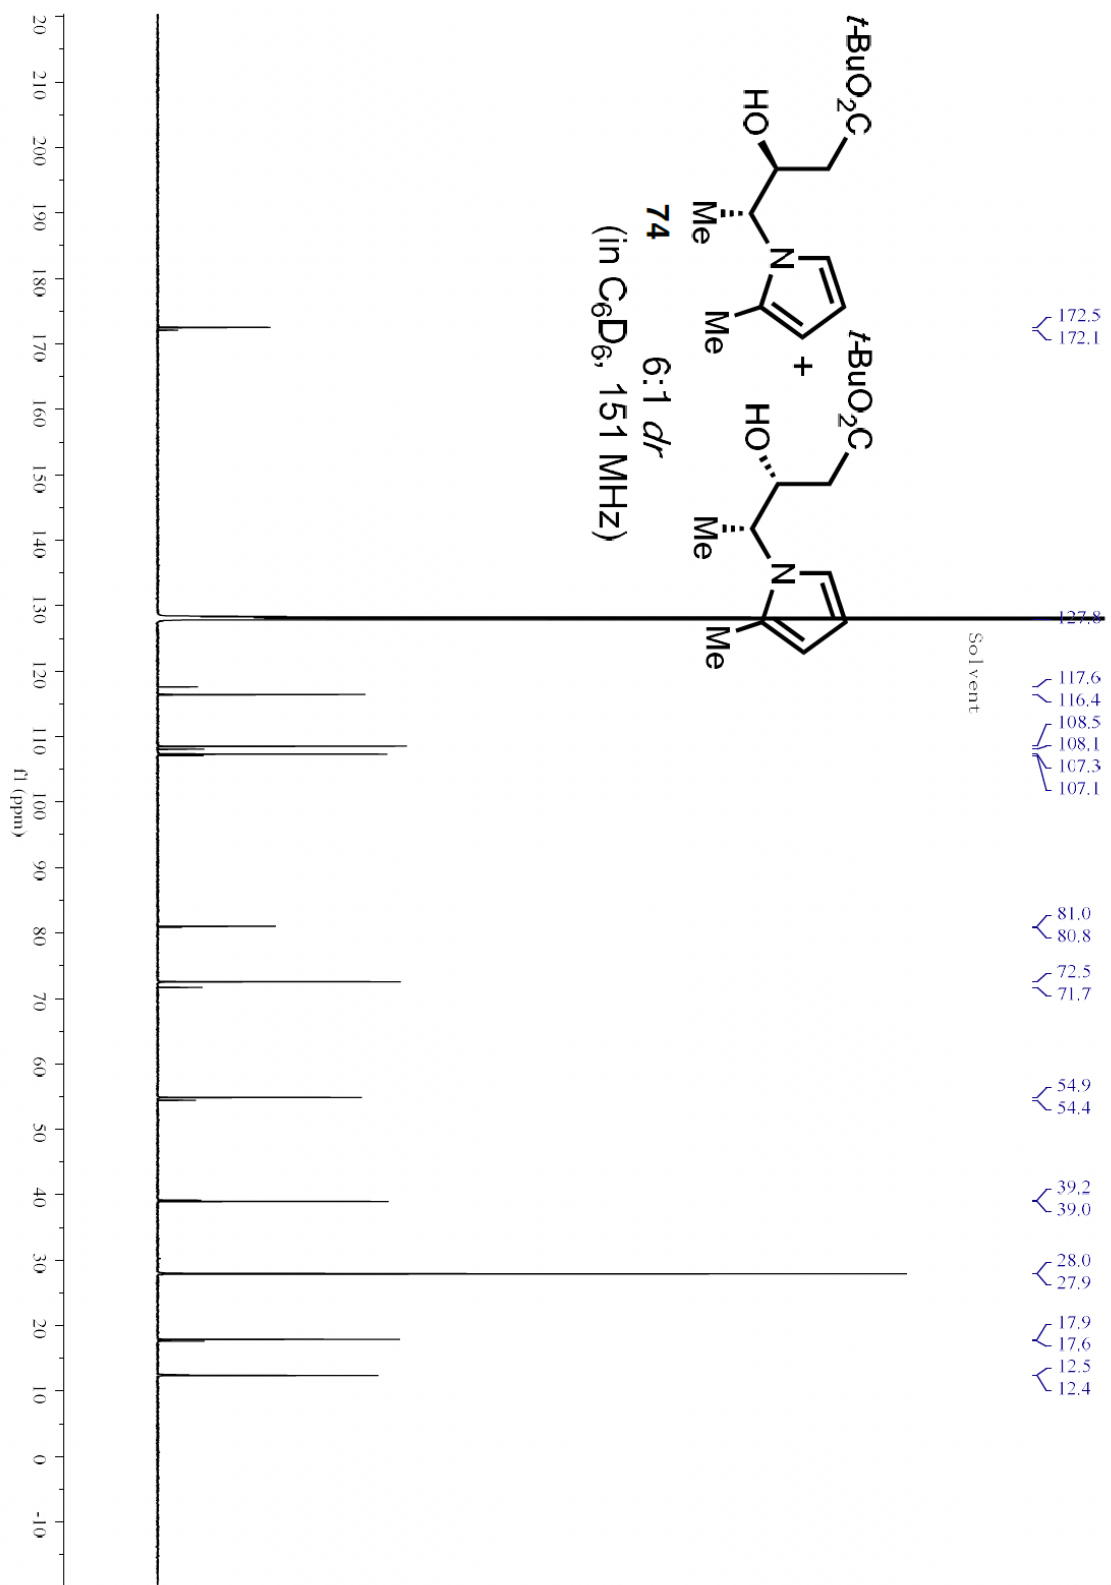 t-BuO2C
HO
Me
N
Me
74
+
t-BuO2C
HO
Me
N
Me
6:1 dr
(in C6D6, 151 MHz)
Solvent
172.5
172.1
127.8
117.6
116.4
108.5
108.1
107.3
107.1
81.0
80.8
72.5
71.7
54.9
54.4
39.2
39.0
28.0
27.9
17.9
17.6
12.5
12.4
20 210 200 190 180 170 160 150 140 130 120 110 100 90 80 70 60 50 40 30 20 10 0 -10
f1 (ppm)